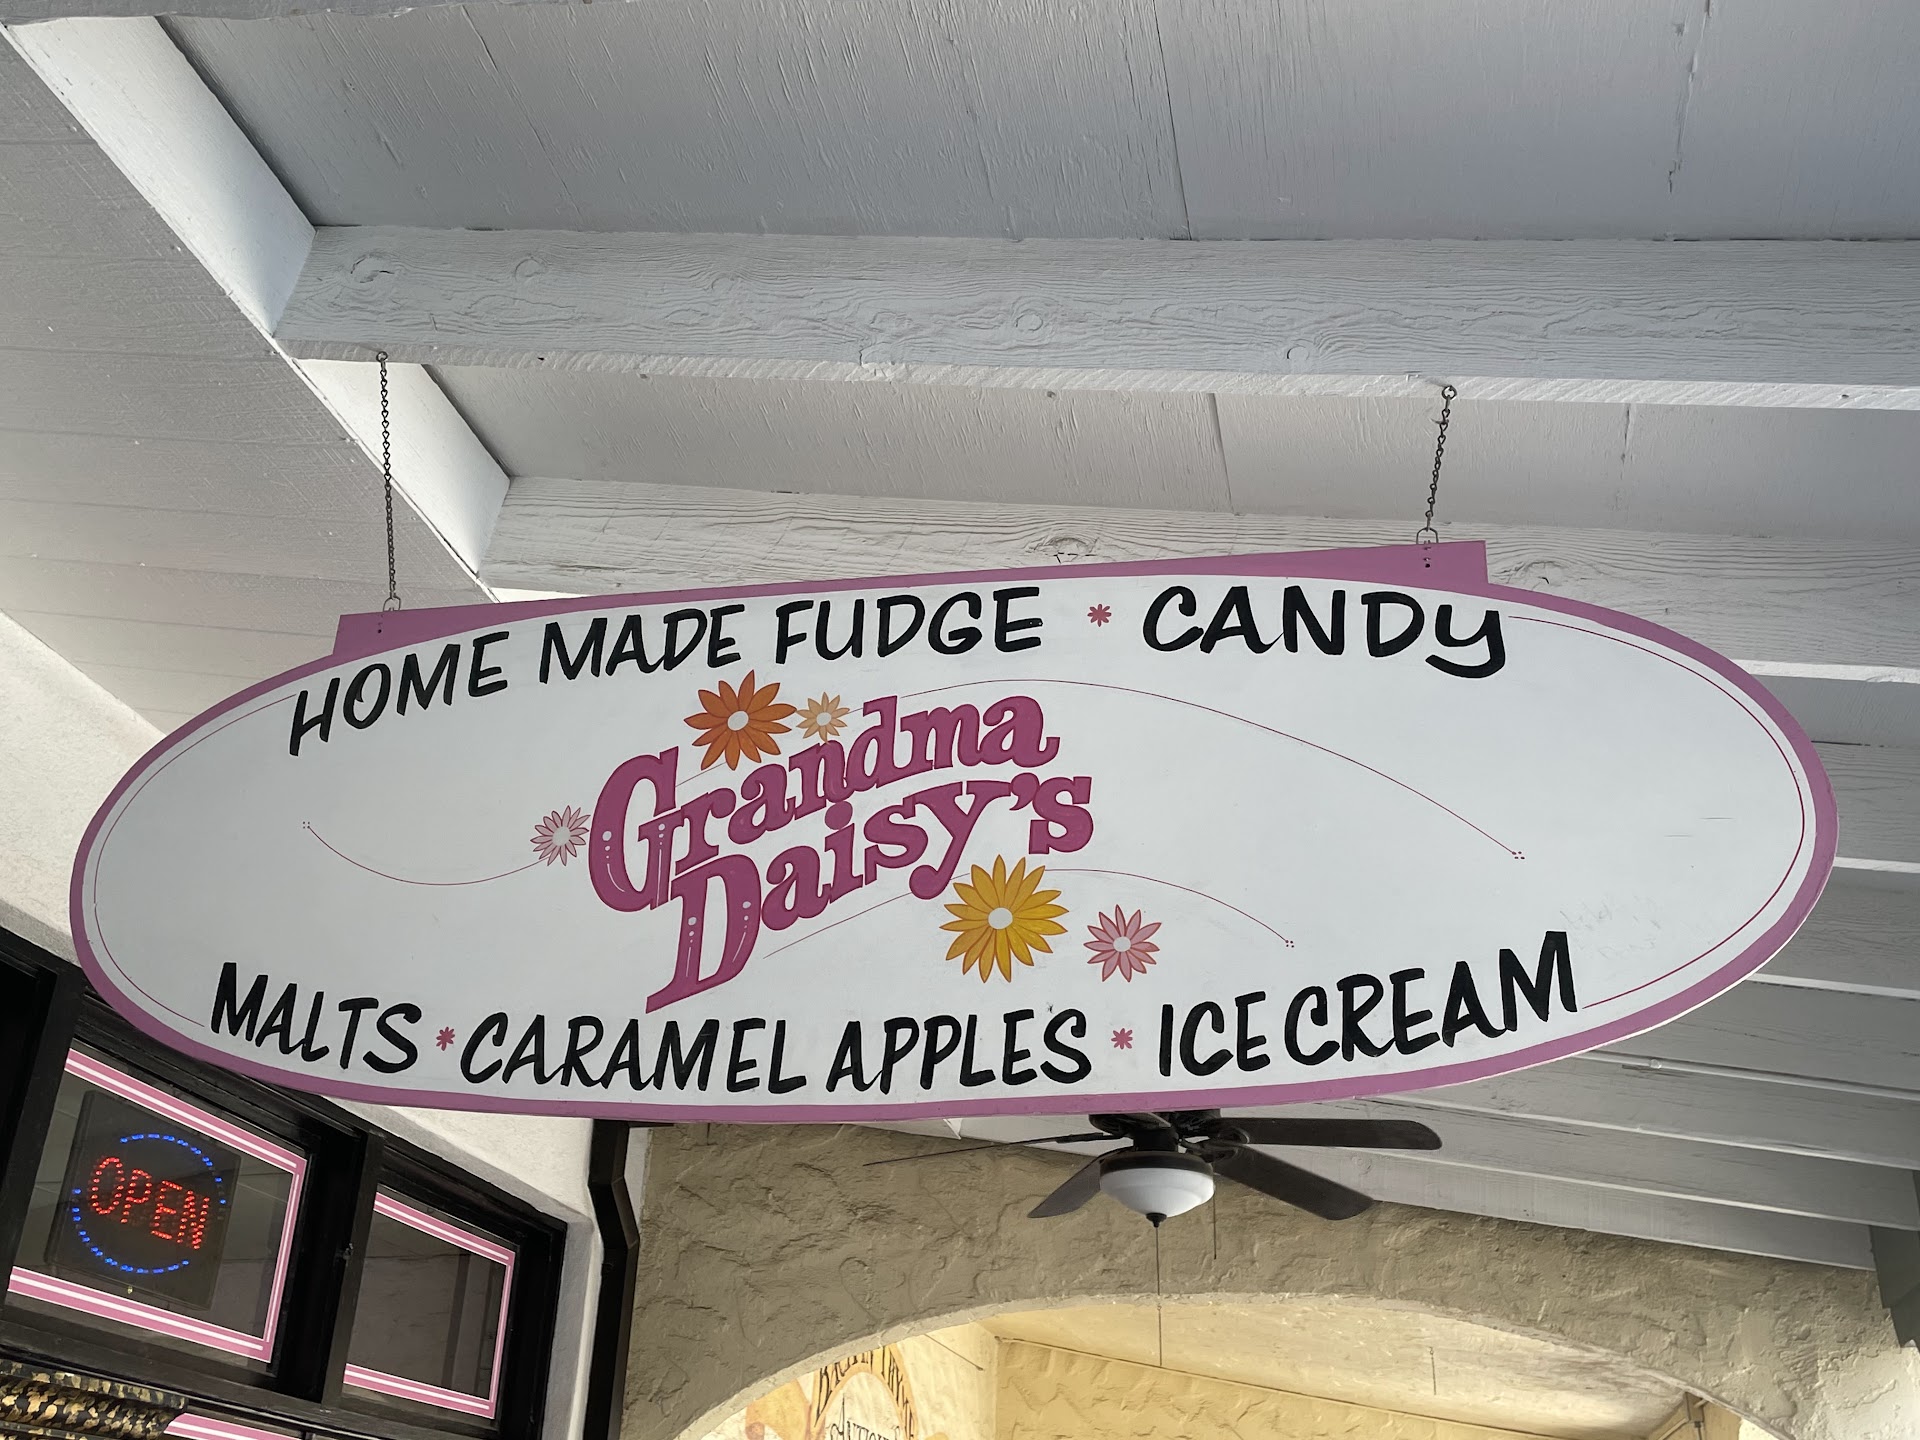 HOME MADE FUDGE * CANDY
Grandma
Daisy's
MALTS * CARAMEL APPLES * ICE CREAM
OPEN